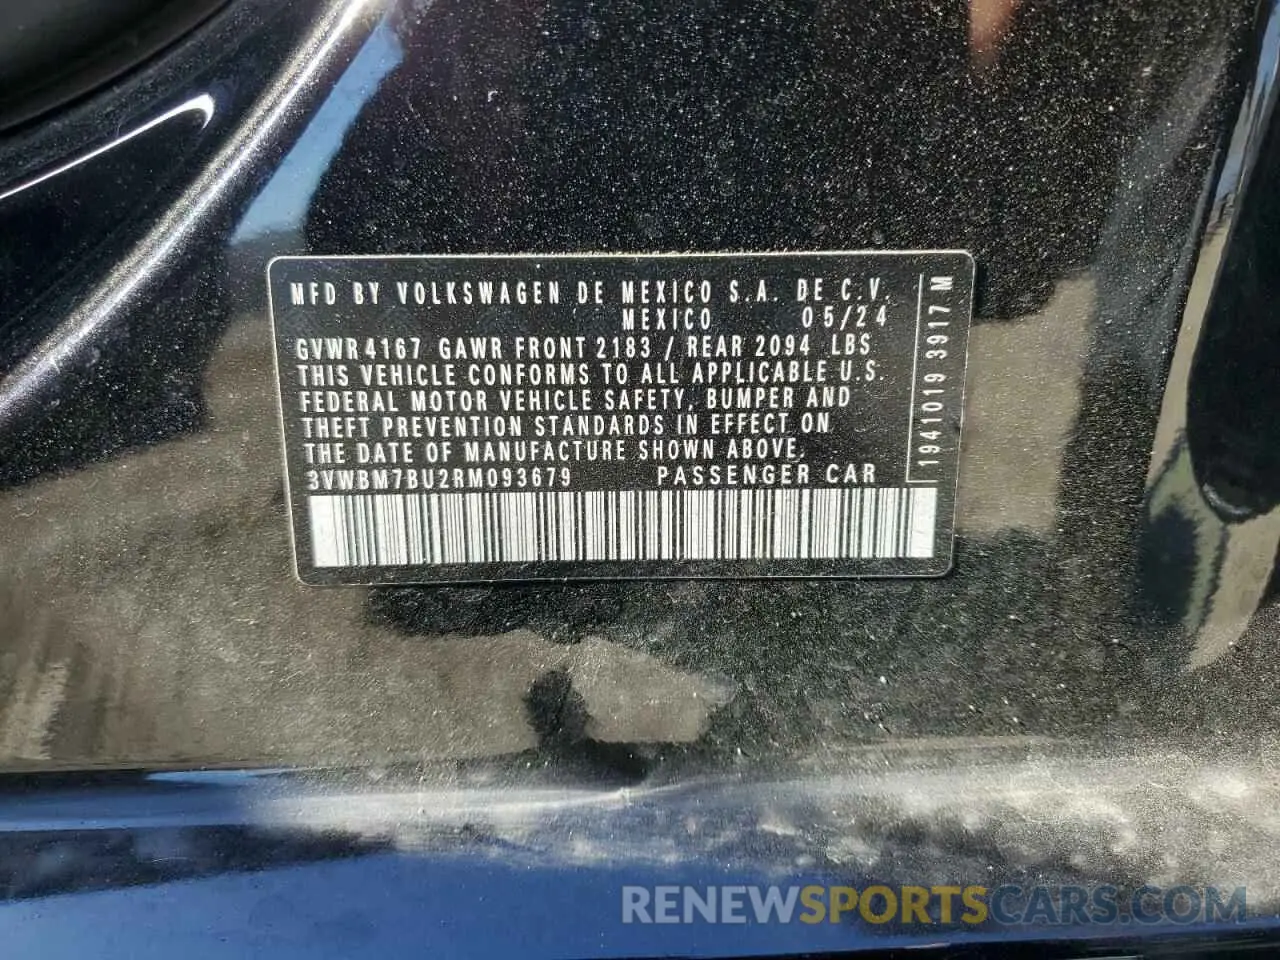 MFD BY VOLKSWAGEN DE MEXICO S.A. DE C.V.
MEXICO 05/24
GVWR 4167 GAWR FRONT 2183 / REAR 2094 LBS
THIS VEHICLE CONFORMS TO ALL APPLICABLE U.S.
FEDERAL MOTOR VEHICLE SAFETY, BUMPER AND
THEFT PREVENTION STANDARDS IN EFFECT ON
THE DATE OF MANUFACTURE SHOWN ABOVE.
3VWBM7BU2RM093679 PASSENGER CAR
1941019 3917 M
RENEWSPORTSCARS.COM